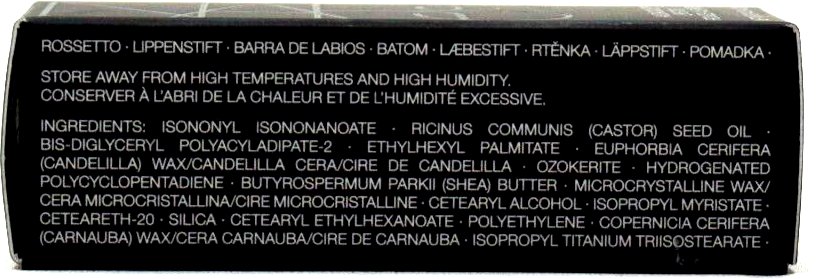 ROSSETTO · LIPPENSTIFT · BARRA DE LABIOS · BATOM · LÆBESTIFT · RTĚNKA · LÄPPSTIFT · POMADKA ·
STORE AWAY FROM HIGH TEMPERATURES AND HIGH HUMIDITY.
CONSERVER À L'ABRI DE LA CHALEUR ET DE L'HUMIDITÉ EXCESSIVE.
INGREDIENTS: ISONONYL ISONONANOATE · RICINUS COMMUNIS (CASTOR) SEED OIL ·
BIS-DIGLYCERYL POLYACYLADIPATE-2 · ETHYLHEXYL PALMITATE · EUPHORBIA CERIFERA
(CANDELILLA) WAX/CANDELILLA CERA/CIRE DE CANDELILLA · OZOKERITE · HYDROGENATED
POLYCYCLOPENTADIENE · BUTYROSPERMUM PARKII (SHEA) BUTTER · MICROCRYSTALLINE WAX/
CERA MICROCRISTALLINA/CIRE MICROCRISTALLINE · CETEARYL ALCOHOL · ISOPROPYL MYRISTATE ·
CETEARETH-20 · SILICA · CETEARYL ETHYLHEXANOATE · POLYETHYLENE · COPERNICIA CERIFERA
(CARNAUBA) WAX/CERA CARNAUBA/CIRE DE CARNAUBA · ISOPROPYL TITANIUM TRIISOSTEARATE ·